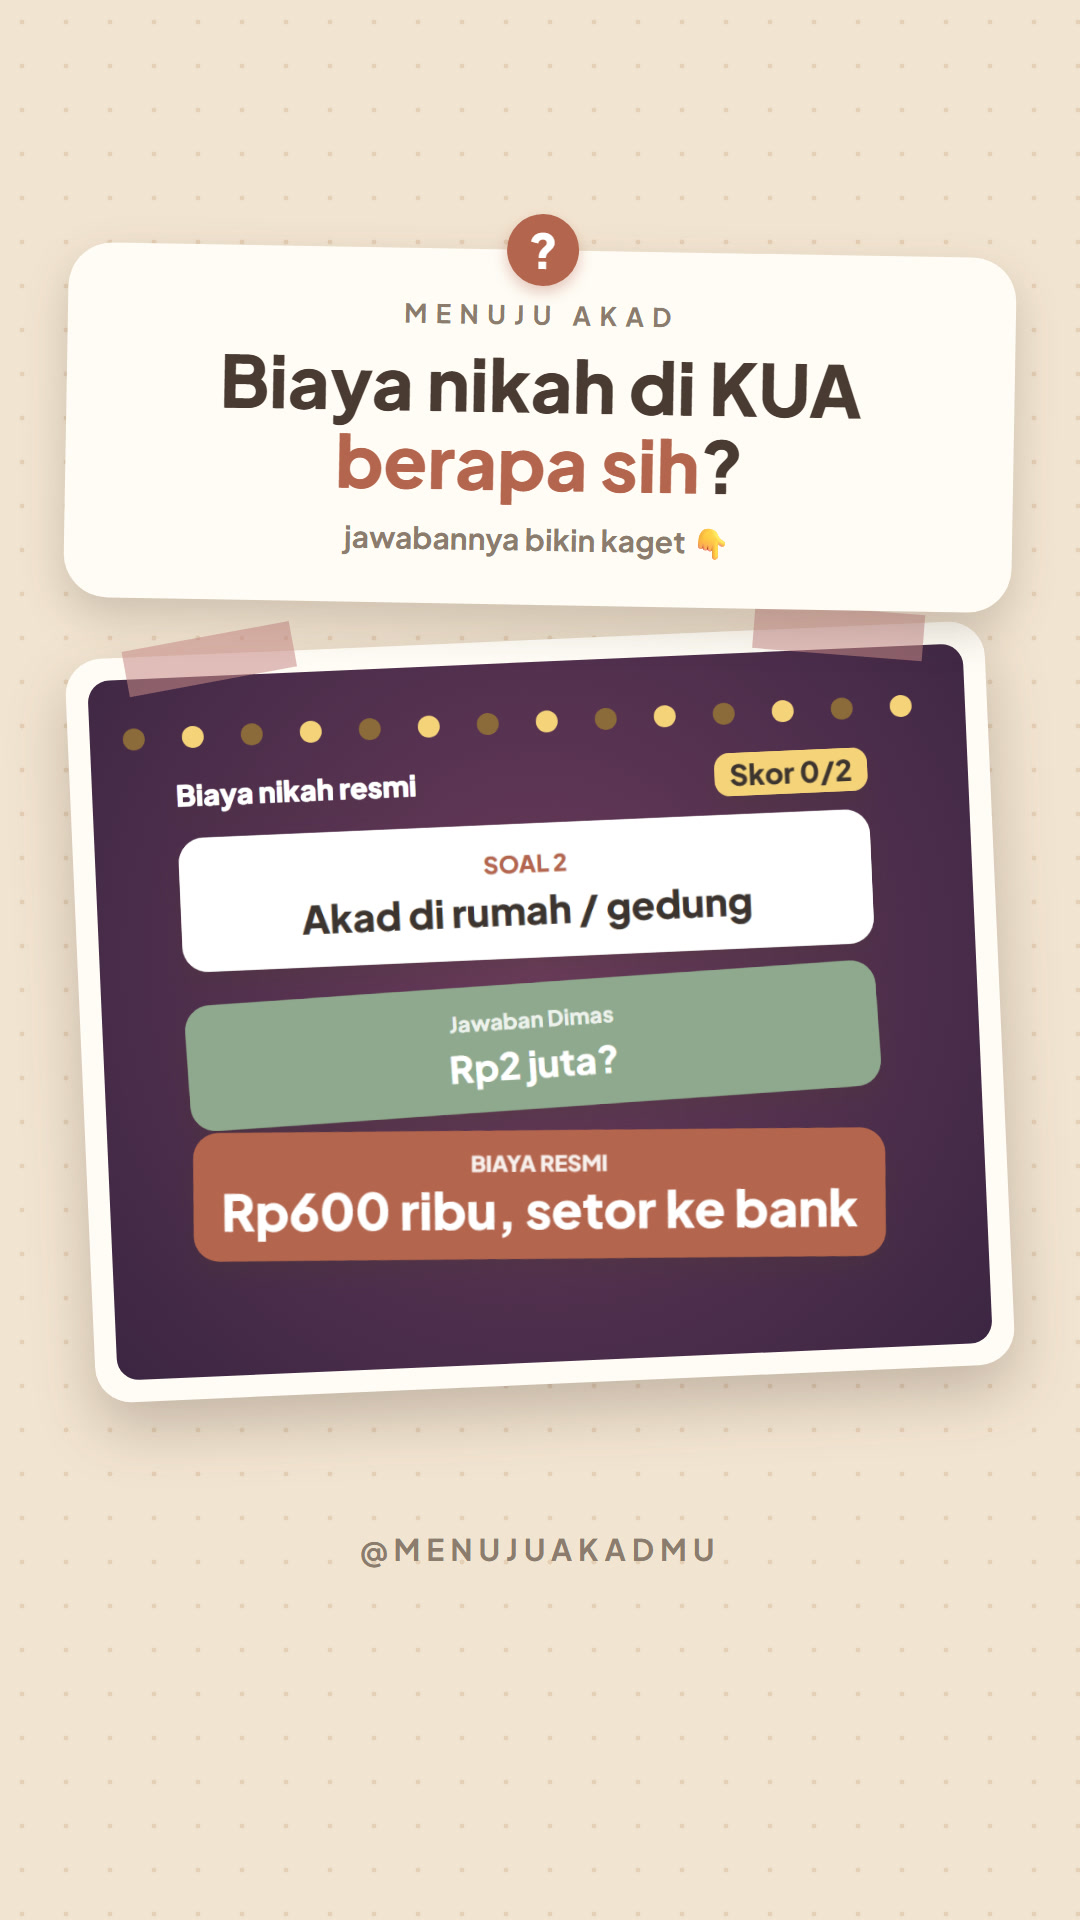 ?
MENUJU AKAD
Biaya nikah di KUA
berapa sih?
jawabannya bikin kaget 👇
Biaya nikah resmi
Skor 0/2
SOAL 2
Akad di rumah / gedung
Jawaban Dimas
Rp2 juta?
BIAYA RESMI
Rp600 ribu, setor ke bank
@MENUJUAKADMU